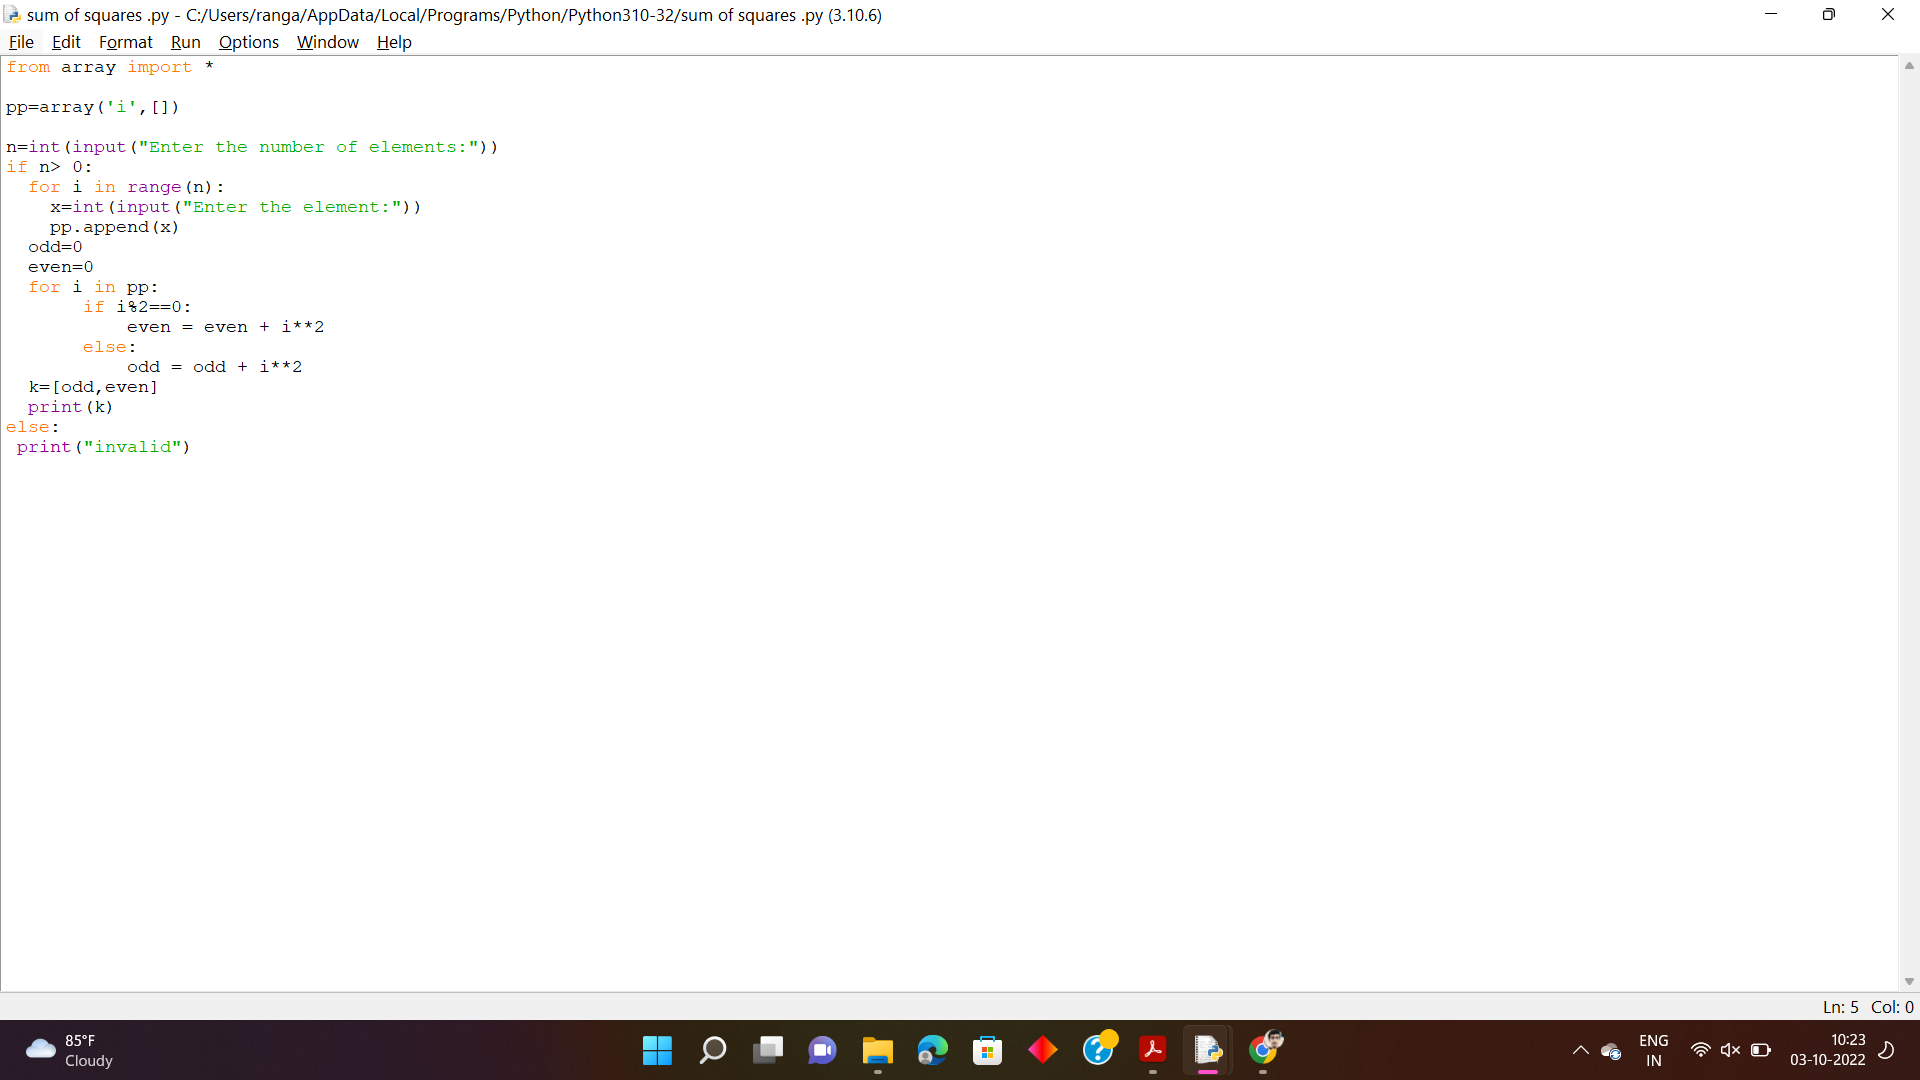 sum of squares .py - C:/Users/ranga/AppData/Local/Programs/Python/Python310-32/sum of squares .py (3.10.6)
File Edit Format Run Options Window Help
from array import *

pp=array('i',[])

n=int(input("Enter the number of elements:"))
if n> 0:
  for i in range(n):
    x=int(input("Enter the element:"))
    pp.append(x)
  odd=0
  even=0
  for i in pp:
       if i%2==0:
           even = even + i**2
       else:
           odd = odd + i**2
  k=[odd,even]
  print(k)
else:
 print("invalid")
Ln: 5 Col: 0
85°F
Cloudy
ENG
IN
10:23
03-10-2022